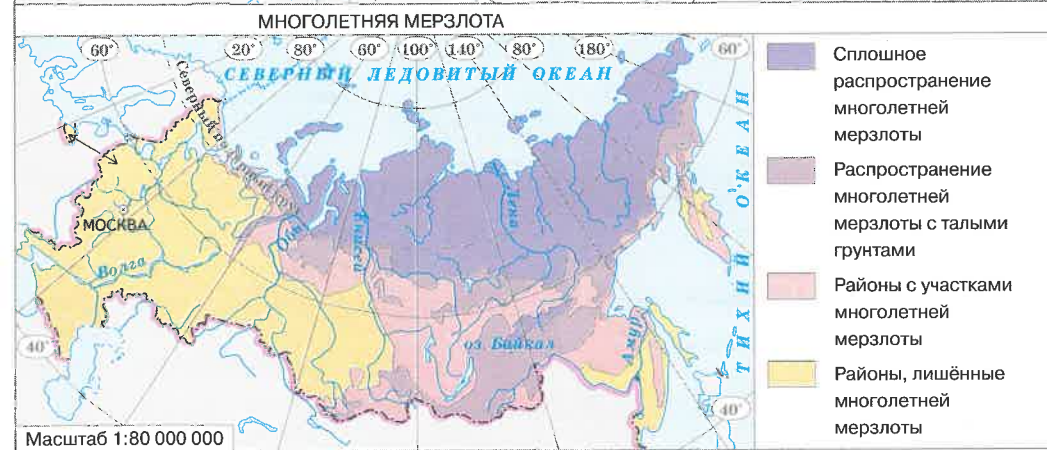 МНОГОЛЕТНЯЯ МЕРЗЛОТА
60° 20° 80° 60° 100° 140° 80° 180° 60°
СЕВЕРНЫЙ ЛЕДОВИТЫЙ ОКЕАН
Северный полярный круг
МОСКВА
Волга
Обь
Енисей
Лена
оз. Байкал
Амур
ТИХИЙ ОКЕАН
40°
40°
Масштаб 1:80 000 000
Сплошное
распространение
многолетней
мерзлоты
Распространение
многолетней
мерзлоты с талыми
грунтами
Районы с участками
многолетней
мерзлоты
Районы, лишённые
многолетней
мерзлоты